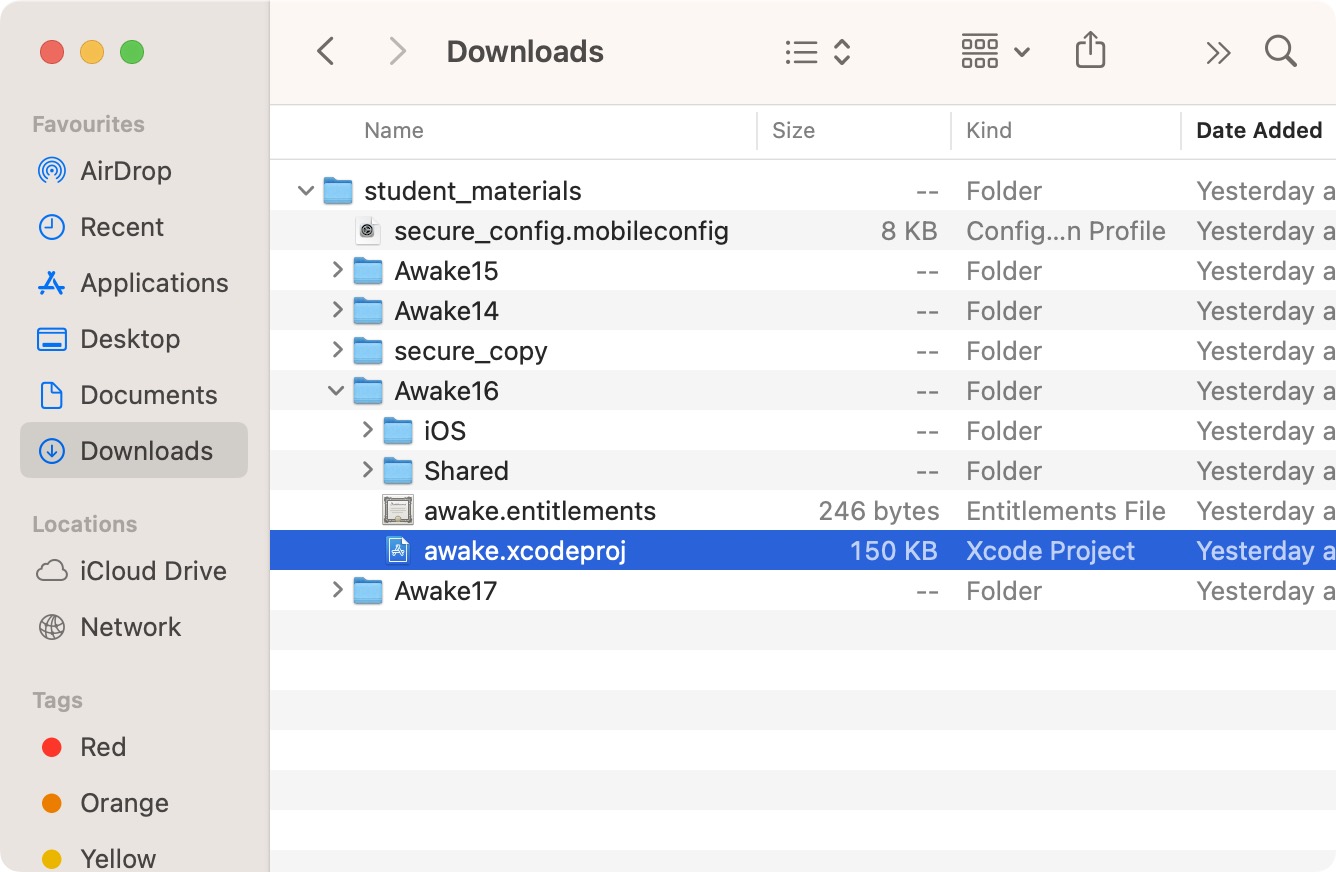 Downloads
Favourites
AirDrop
Recent
Applications
Desktop
Documents
Downloads
Locations
iCloud Drive
Network
Tags
Red
Orange
Yellow
Name Size Kind Date Added
student_materials -- Folder Yesterday a
secure_config.mobileconfig 8 KB Config...n Profile Yesterday a
Awake15 -- Folder Yesterday a
Awake14 -- Folder Yesterday a
secure_copy -- Folder Yesterday a
Awake16 -- Folder Yesterday a
iOS -- Folder Yesterday a
Shared -- Folder Yesterday a
awake.entitlements 246 bytes Entitlements File Yesterday a
awake.xcodeproj 150 KB Xcode Project Yesterday a
Awake17 -- Folder Yesterday a